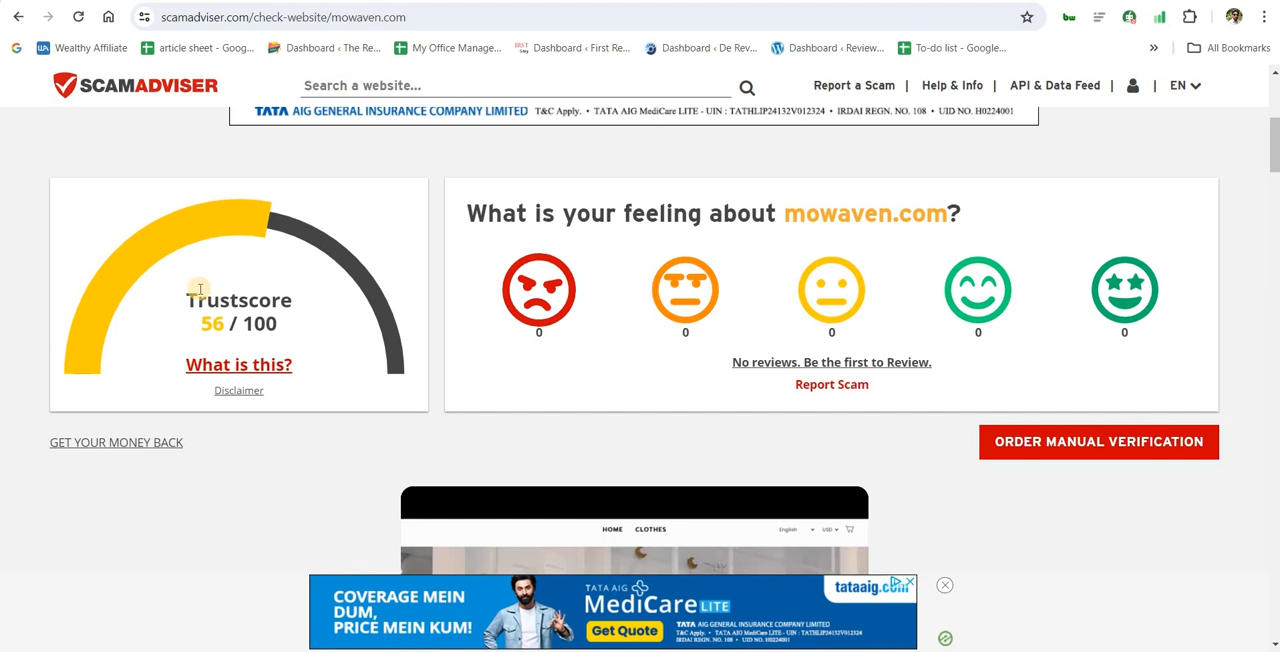 scamadviser.com/check-website/mowaven.com
Wealthy Affiliate
article sheet - Goog...
Dashboard ‹ The Re...
My Office Manage...
Dashboard ‹ First Re...
Dashboard ‹ De Rev...
Dashboard ‹ Review...
To-do list - Google...
»
All Bookmarks
SCAMADVISER
Search a website...
Report a Scam | Help & Info | API & Data Feed | EN
TATA AIG GENERAL INSURANCE COMPANY LIMITED T&C Apply. • TATA AIG MediCare LITE - UIN : TATHLIP24132V012324 • IRDAI REGN. NO. 108 • UID NO. H0224001
Trustscore
56 / 100
What is this?
Disclaimer
What is your feeling about mowaven.com?
0 0 0 0 0
No reviews. Be the first to Review.
Report Scam
GET YOUR MONEY BACK
ORDER MANUAL VERIFICATION
HOME CLOTHES English USD
COVERAGE MEIN
DUM,
PRICE MEIN KUM!
TATA AIG
MediCare LITE
Get Quote
TATA AIG GENERAL INSURANCE COMPANY LIMITED
T&C Apply. • TATA AIG MediCare LITE - UIN : TATHLIP24132V012324
IRDAI REGN. NO. 108 • UID NO. H0224001
tataaig.com